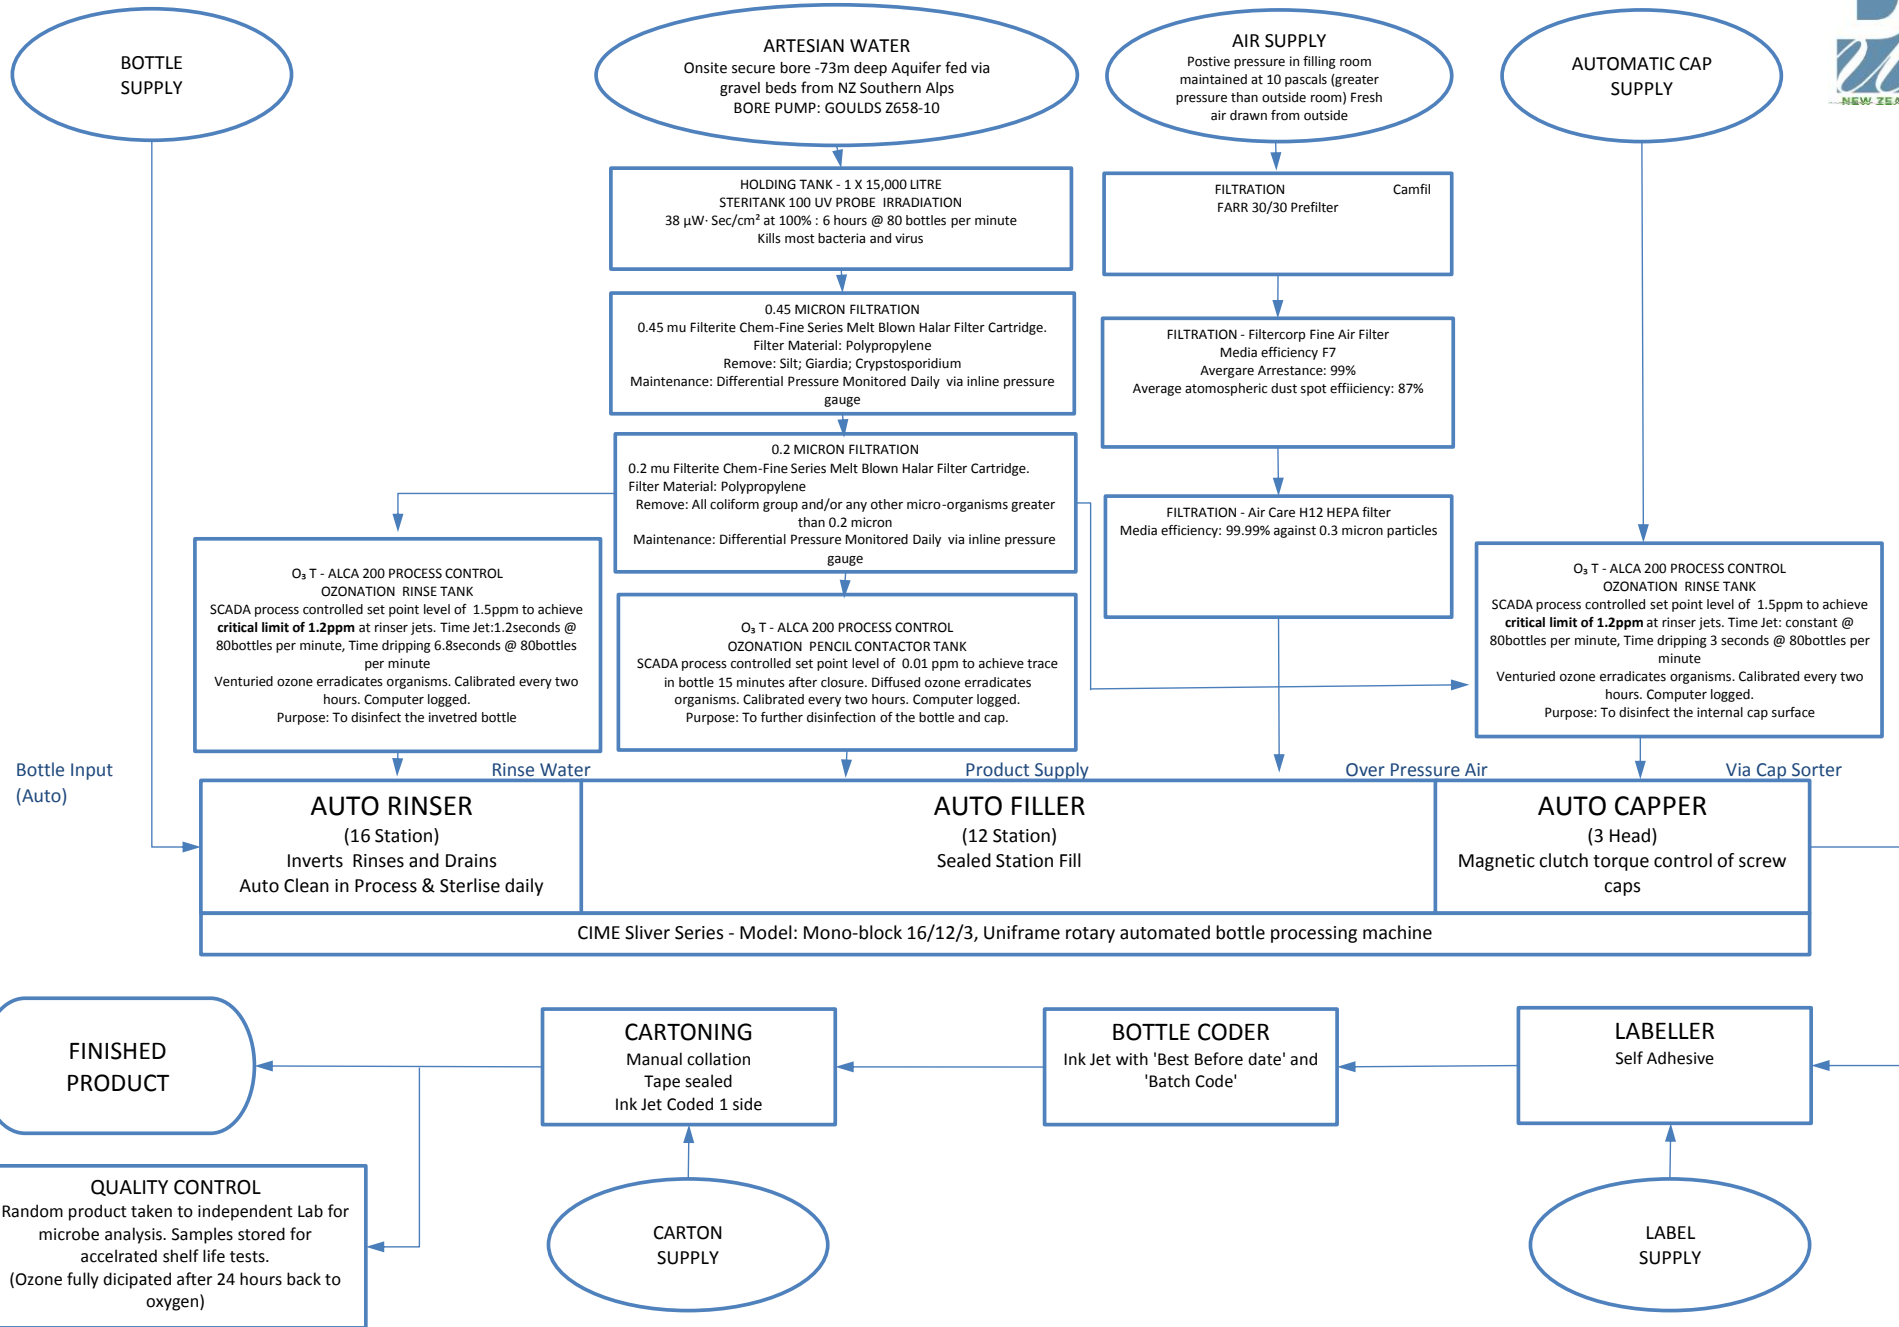 BOTTLE
SUPPLY
ARTESIAN WATER
Onsite secure bore -73m deep Aquifer fed via
gravel beds from NZ Southern Alps
BORE PUMP: GOULDS Z658-10
AIR SUPPLY
Postive pressure in filling room
maintained at 10 pascals (greater
pressure than outside room) Fresh
air drawn from outside
AUTOMATIC CAP
SUPPLY
HOLDING TANK - 1 X 15,000 LITRE
STERITANK 100 UV PROBE IRRADIATION
38 µW· Sec/cm² at 100% : 6 hours @ 80 bottles per minute
Kills most bacteria and virus
FILTRATION Camfil
FARR 30/30 Prefilter
0.45 MICRON FILTRATION
0.45 mu Filterite Chem-Fine Series Melt Blown Halar Filter Cartridge.
Filter Material: Polypropylene
Remove: Silt; Giardia; Crypstosporidium
Maintenance: Differential Pressure Monitored Daily via inline pressure
gauge
FILTRATION - Filtercorp Fine Air Filter
Media efficiency F7
Avergare Arrestance: 99%
Average atomospheric dust spot effiiciency: 87%
0.2 MICRON FILTRATION
0.2 mu Filterite Chem-Fine Series Melt Blown Halar Filter Cartridge.
Filter Material: Polypropylene
Remove: All coliform group and/or any other micro-organisms greater
than 0.2 micron
Maintenance: Differential Pressure Monitored Daily via inline pressure
gauge
FILTRATION - Air Care H12 HEPA filter
Media efficiency: 99.99% against 0.3 micron particles
O₃ T - ALCA 200 PROCESS CONTROL
OZONATION RINSE TANK
SCADA process controlled set point level of 1.5ppm to achieve
critical limit of 1.2ppm at rinser jets. Time Jet:1.2seconds @
80bottles per minute, Time dripping 6.8seconds @ 80bottles
per minute
Venturied ozone erradicates organisms. Calibrated every two
hours. Computer logged.
Purpose: To disinfect the invetred bottle
O₃ T - ALCA 200 PROCESS CONTROL
OZONATION PENCIL CONTACTOR TANK
SCADA process controlled set point level of 0.01 ppm to achieve trace
in bottle 15 minutes after closure. Diffused ozone erradicates
organisms. Calibrated every two hours. Computer logged.
Purpose: To further disinfection of the bottle and cap.
O₃ T - ALCA 200 PROCESS CONTROL
OZONATION RINSE TANK
SCADA process controlled set point level of 1.5ppm to achieve
critical limit of 1.2ppm at rinser jets. Time Jet: constant @
80bottles per minute, Time dripping 3 seconds @ 80bottles per
minute
Venturied ozone erradicates organisms. Calibrated every two
hours. Computer logged.
Purpose: To disinfect the internal cap surface
Bottle Input
(Auto)
Rinse Water
Product Supply
Over Pressure Air
Via Cap Sorter
AUTO RINSER
(16 Station)
Inverts Rinses and Drains
Auto Clean in Process & Sterlise daily
AUTO FILLER
(12 Station)
Sealed Station Fill
AUTO CAPPER
(3 Head)
Magnetic clutch torque control of screw
caps
CIME Sliver Series - Model: Mono-block 16/12/3, Uniframe rotary automated bottle processing machine
FINISHED
PRODUCT
CARTONING
Manual collation
Tape sealed
Ink Jet Coded 1 side
BOTTLE CODER
Ink Jet with 'Best Before date' and
'Batch Code'
LABELLER
Self Adhesive
QUALITY CONTROL
Random product taken to independent Lab for
microbe analysis. Samples stored for
accelrated shelf life tests.
(Ozone fully dicipated after 24 hours back to
oxygen)
CARTON
SUPPLY
LABEL
SUPPLY